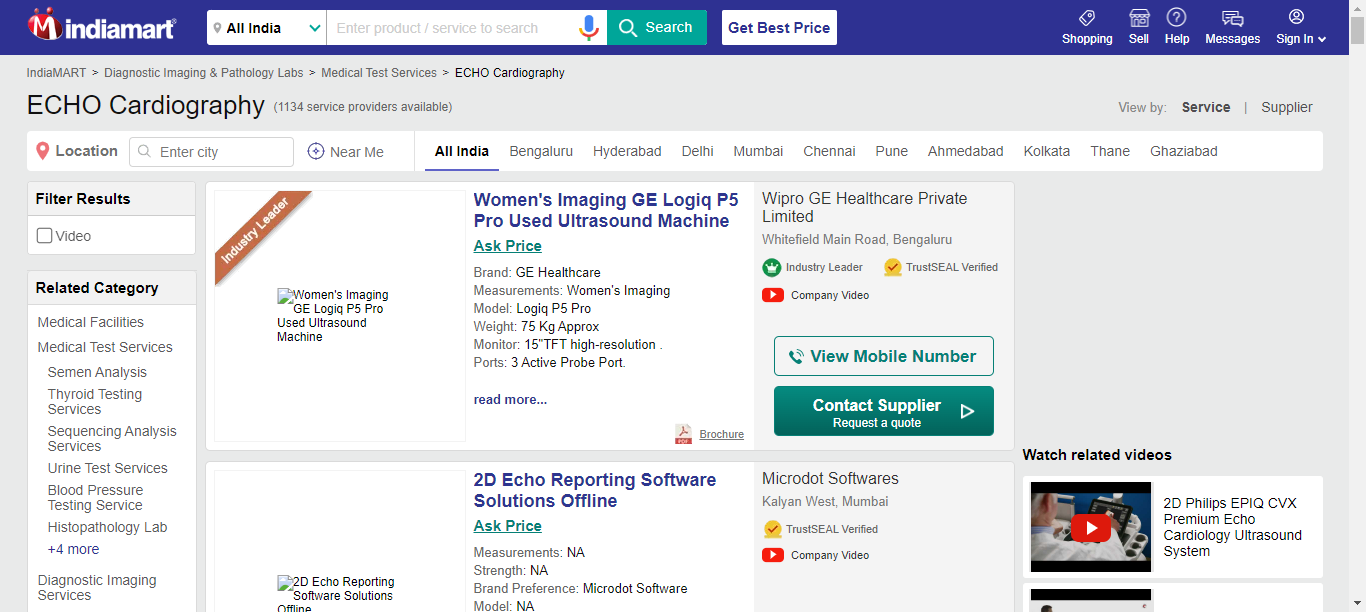 indiamart
All India
Enter product / service to search
Search
Get Best Price
Shopping
Sell
Help
Messages
Sign In
IndiaMART > Diagnostic Imaging & Pathology Labs > Medical Test Services > ECHO Cardiography
ECHO Cardiography (1134 service providers available)
View by: Service | Supplier
Location
Enter city
Near Me
All India
Bengaluru
Hyderabad
Delhi
Mumbai
Chennai
Pune
Ahmedabad
Kolkata
Thane
Ghaziabad
Filter Results
Video
Related Category
Medical Facilities
Medical Test Services
Semen Analysis
Thyroid Testing
Services
Sequencing Analysis
Services
Urine Test Services
Blood Pressure
Testing Service
Histopathology Lab
+4 more
Diagnostic Imaging
Services
Industry Leader
Women's Imaging
GE Logiq P5 Pro
Used Ultrasound
Machine
Women's Imaging GE Logiq P5
Pro Used Ultrasound Machine
Ask Price
Brand: GE Healthcare
Measurements: Women's Imaging
Model: Logiq P5 Pro
Weight: 75 Kg Approx
Monitor: 15"TFT high-resolution .
Ports: 3 Active Probe Port.
read more...
PDF
Brochure
Wipro GE Healthcare Private
Limited
Whitefield Main Road, Bengaluru
Industry Leader
TrustSEAL Verified
Company Video
View Mobile Number
Contact Supplier
Request a quote
2D Echo Reporting
Software Solutions
Offline
2D Echo Reporting Software
Solutions Offline
Ask Price
Measurements: NA
Strength: NA
Brand Preference: Microdot Software
Model: NA
Microdot Softwares
Kalyan West, Mumbai
TrustSEAL Verified
Company Video
Watch related videos
2D Philips EPIQ CVX
Premium Echo
Cardiology Ultrasound
System